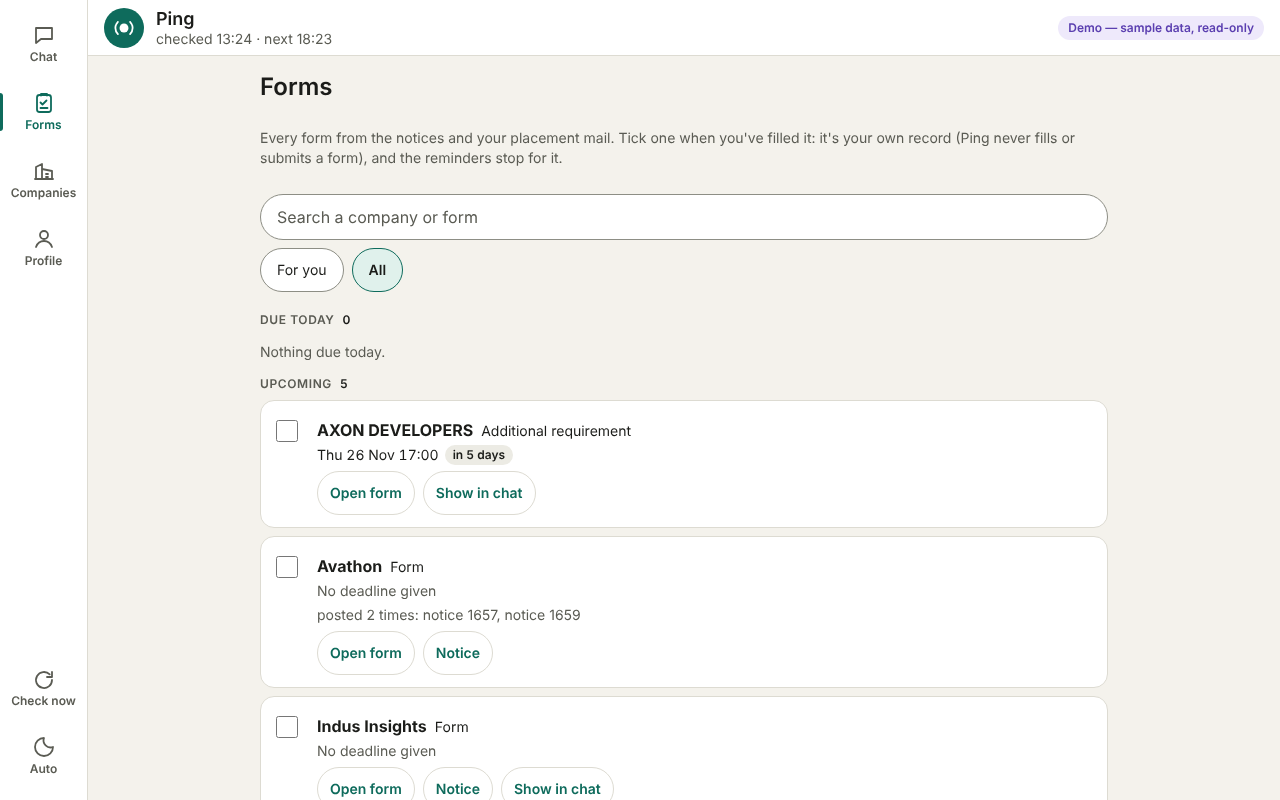 Chat
Forms
Companies
Profile
Check now
Auto
Ping
checked 13:24 · next 18:23
Demo — sample data, read-only
Forms
Every form from the notices and your placement mail. Tick one when you've filled it: it's your own record (Ping never fills or
submits a form), and the reminders stop for it.
Search a company or form
For you
All
DUE TODAY 0
Nothing due today.
UPCOMING 5
AXON DEVELOPERS Additional requirement
Thu 26 Nov 17:00 in 5 days
Open form Show in chat
Avathon Form
No deadline given
posted 2 times: notice 1657, notice 1659
Open form Notice
Indus Insights Form
No deadline given
Open form Notice Show in chat